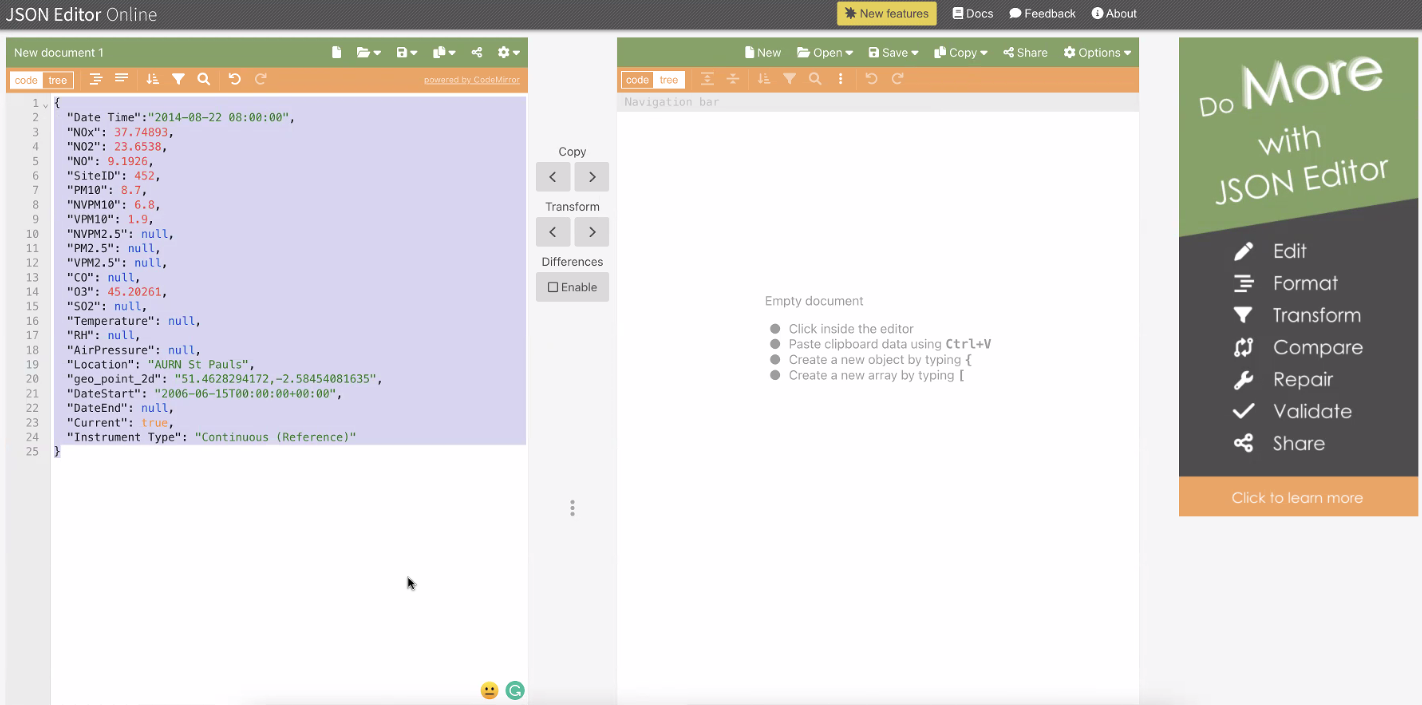 JSON Editor Online
New features
Docs
Feedback
About
New document 1
code tree
powered by CodeMirror
1 {
2 "Date Time":"2014-08-22 08:00:00",
3 "NOx": 37.74893,
4 "NO2": 23.6538,
5 "NO": 9.1926,
6 "SiteID": 452,
7 "PM10": 8.7,
8 "NVPM10": 6.8,
9 "VPM10": 1.9,
10 "NVPM2.5": null,
11 "PM2.5": null,
12 "VPM2.5": null,
13 "CO": null,
14 "O3": 45.20261,
15 "SO2": null,
16 "Temperature": null,
17 "RH": null,
18 "AirPressure": null,
19 "Location": "AURN St Pauls",
20 "geo_point_2d": "51.4628294172,-2.58454081635",
21 "DateStart": "2006-06-15T00:00:00+00:00",
22 "DateEnd": null,
23 "Current": true,
24 "Instrument Type": "Continuous (Reference)"
25 }
Copy
< >
Transform
< >
Differences
Enable
New Open Save Copy Share Options
code tree
Navigation bar
Empty document
Click inside the editor
Paste clipboard data using Ctrl+V
Create a new object by typing {
Create a new array by typing [
Do More
with
JSON Editor
Edit
Format
Transform
Compare
Repair
Validate
Share
Click to learn more